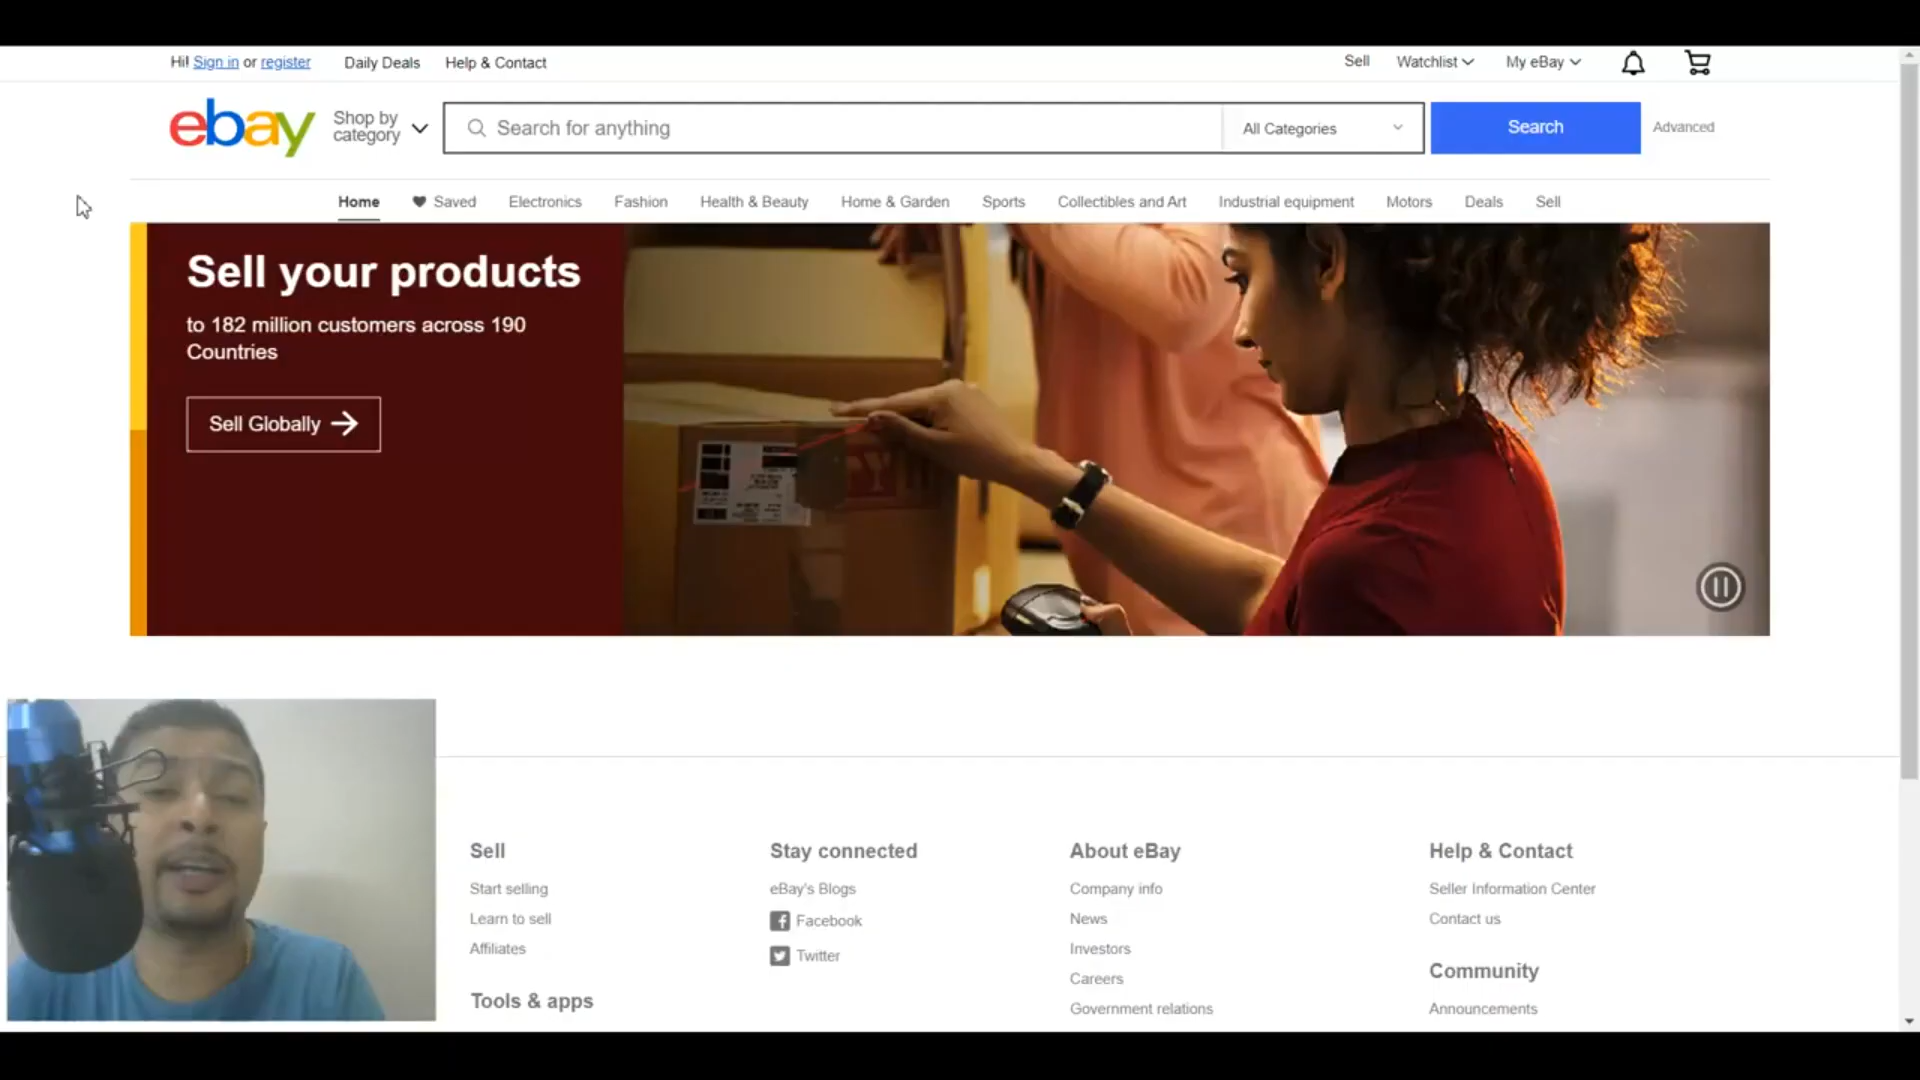 Hi! Sign in or register
Daily Deals
Help & Contact
Sell
Watchlist
My eBay
ebay
Shop by
category
Search for anything
All Categories
Search
Advanced
Home
Saved
Electronics
Fashion
Health & Beauty
Home & Garden
Sports
Collectibles and Art
Industrial equipment
Motors
Deals
Sell
Sell your products
to 182 million customers across 190
Countries
Sell Globally
Sell
Start selling
Learn to sell
Affiliates
Tools & apps
Stay connected
eBay's Blogs
Facebook
Twitter
About eBay
Company info
News
Investors
Careers
Government relations
Help & Contact
Seller Information Center
Contact us
Community
Announcements